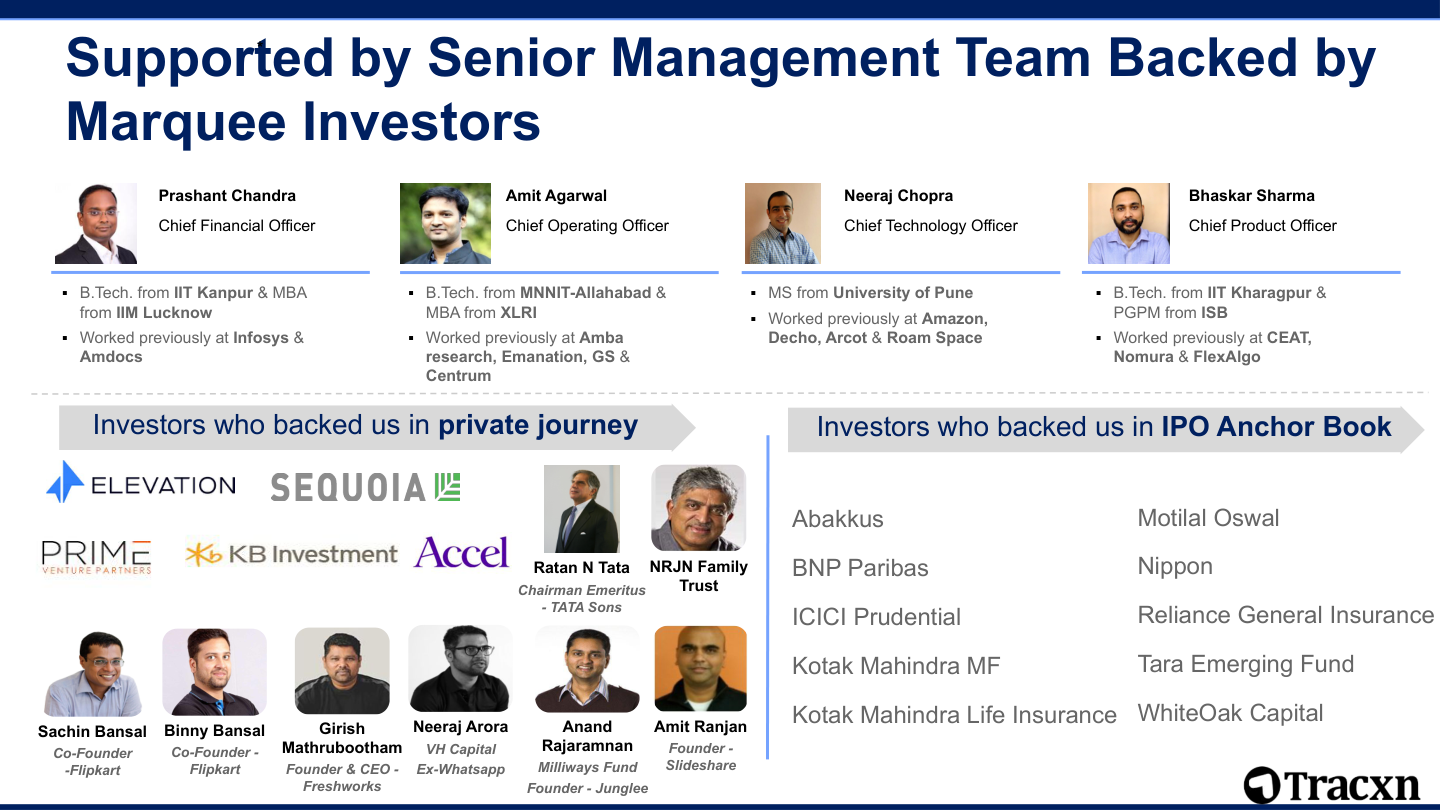 Supported by Senior Management Team Backed by
Marquee Investors
Prashant Chandra
Chief Financial Officer
▪ B.Tech. from IIT Kanpur & MBA
from IIM Lucknow
▪ Worked previously at Infosys &
Amdocs
Amit Agarwal
Chief Operating Officer
▪ B.Tech. from MNNIT-Allahabad &
MBA from XLRI
▪ Worked previously at Amba
research, Emanation, GS &
Centrum
Neeraj Chopra
Chief Technology Officer
▪ MS from University of Pune
▪ Worked previously at Amazon,
Decho, Arcot & Roam Space
Bhaskar Sharma
Chief Product Officer
▪ B.Tech. from IIT Kharagpur &
PGPM from ISB
▪ Worked previously at CEAT,
Nomura & FlexAlgo
Investors who backed us in private journey
ELEVATION
SEQUOIA
PRIME
VENTURE PARTNERS
KB Investment
Accel
Ratan N Tata
Chairman Emeritus
- TATA Sons
NRJN Family
Trust
Sachin Bansal
Co-Founder
-Flipkart
Binny Bansal
Co-Founder -
Flipkart
Girish
Mathrubootham
Founder & CEO -
Freshworks
Neeraj Arora
VH Capital
Ex-Whatsapp
Anand
Rajaramnan
Milliways Fund
Founder - Junglee
Amit Ranjan
Founder -
Slideshare
Investors who backed us in IPO Anchor Book
Abakkus
BNP Paribas
ICICI Prudential
Kotak Mahindra MF
Kotak Mahindra Life Insurance
Motilal Oswal
Nippon
Reliance General Insurance
Tara Emerging Fund
WhiteOak Capital
Tracxn